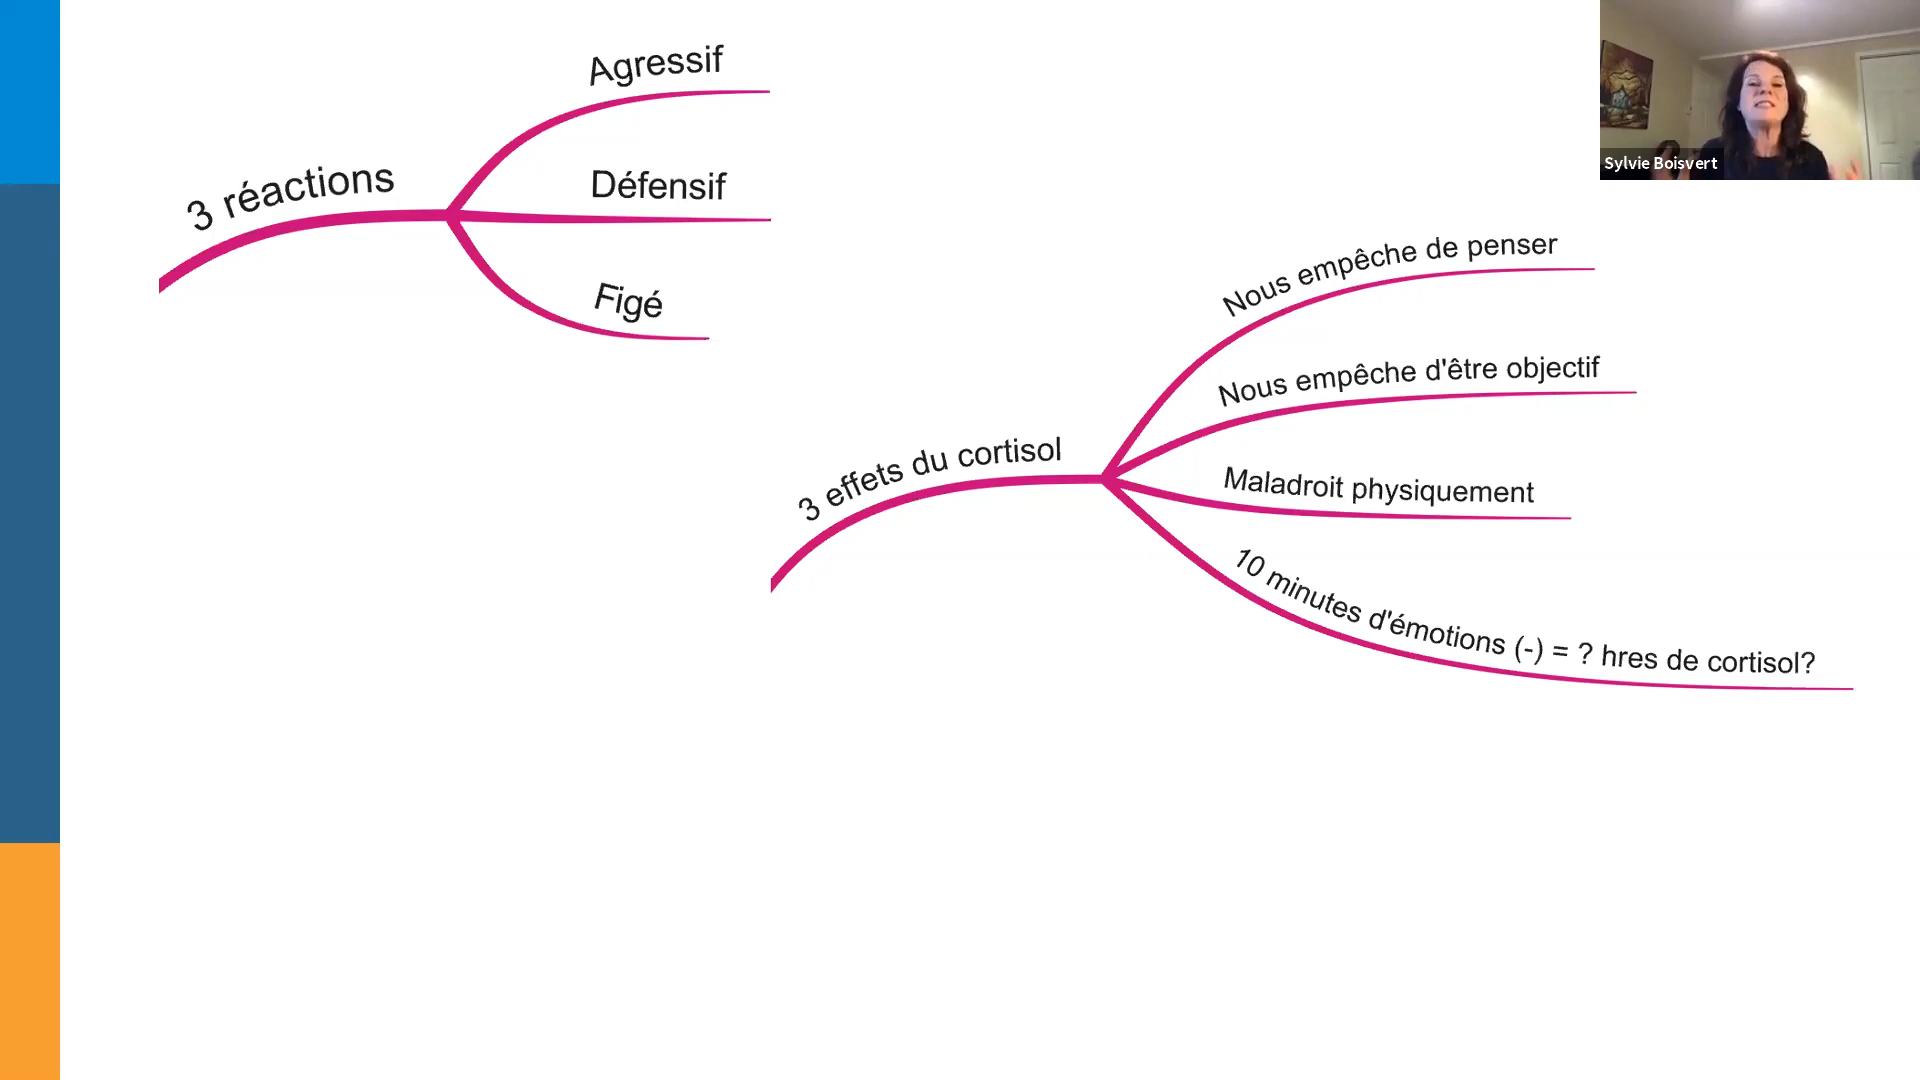 3 réactions
Agressif
Défensif
Figé
3 effets du cortisol
Nous empêche de penser
Nous empêche d'être objectif
Maladroit physiquement
10 minutes d'émotions (-) = ? hres de cortisol?
Sylvie Boisvert